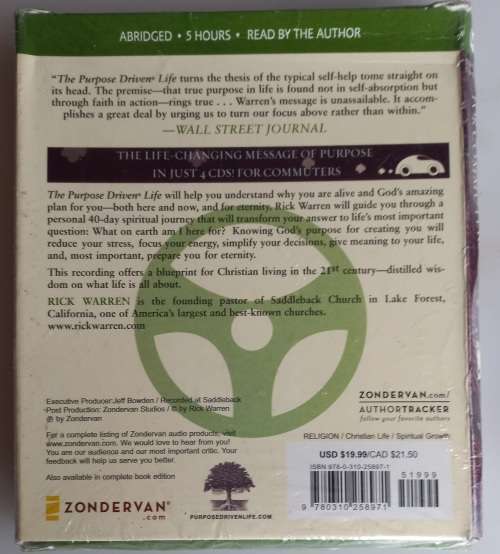 ABRIDGED • 5 HOURS • READ BY THE AUTHOR
"The Purpose Driven® Life turns the thesis of the typical self-help tome straight on
its head. The premise—that true purpose in life is found not in self-absorption but
through faith in action—rings true . . . Warren's message is unassailable. It accom-
plishes a great deal by urging us to turn our focus above rather than within."
—WALL STREET JOURNAL
THE LIFE-CHANGING MESSAGE OF PURPOSE
IN JUST 4 CDS! FOR COMMUTERS
The Purpose Driven® Life will help you understand why you are alive and God's amazing
plan for you—both here and now, and for eternity. Rick Warren will guide you through a
personal 40-day spiritual journey that will transform your answer to life's most important
question: What on earth am I here for? Knowing God's purpose for creating you will
reduce your stress, focus your energy, simplify your decisions, give meaning to your life,
and, most important, prepare you for eternity.
This recording offers a blueprint for Christian living in the 21st century—distilled wis-
dom on what life is all about.
RICK WARREN is the founding pastor of Saddleback Church in Lake Forest,
California, one of America's largest and best-known churches.
www.rickwarren.com
Executive Producer:Jeff Bowden / Recorded at Saddleback
Post Production: Zondervan Studios / © by Rick Warren
℗ by Zondervan
For a complete listing of Zondervan audio products, visit
www.zondervan.com. We would love to hear from you!
You are our audience and our most important critic. Your
feedback will help us serve you better.
Also available in complete book edition
ZONDERVAN.com/
AUTHORTRACKER
follow your favorite authors
RELIGION / Christian Life / Spiritual Growth
USD $19.99/CAD $21.50
ISBN 978-0-310-25897-1
51999
9 780310 258971
ZONDERVAN®
.com
PURPOSEDRIVENLIFE.COM